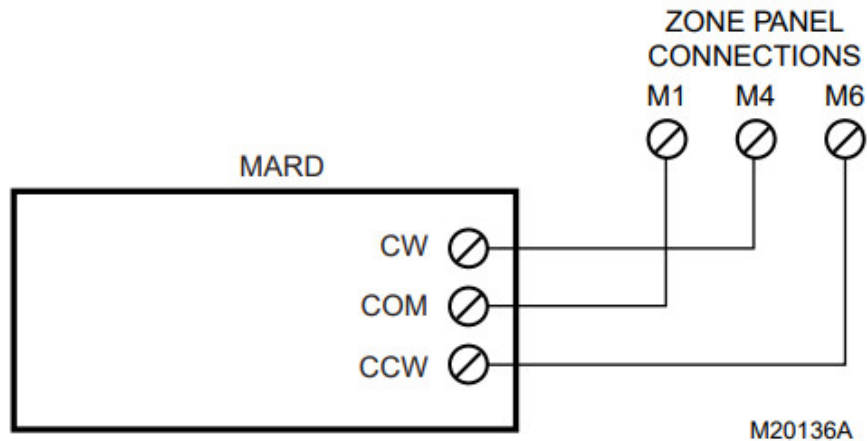 ZONE PANEL
CONNECTIONS
M1 M4 M6
MARD
CW
COM
CCW
M20136A